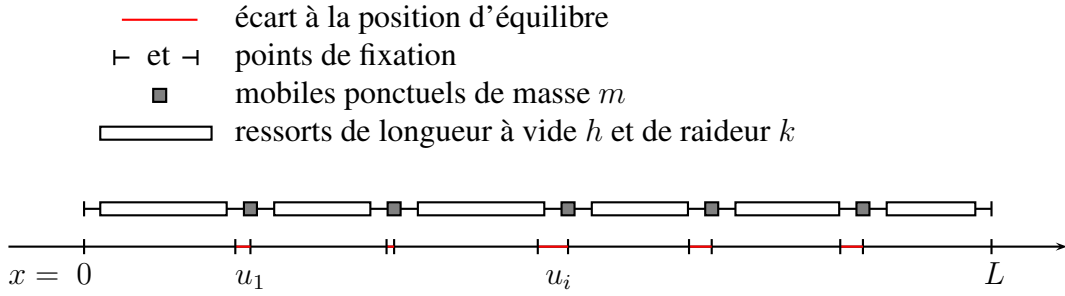 écart à la position d'équilibre
et points de fixation
mobiles ponctuels de masse m
ressorts de longueur à vide h et de raideur k
x = 0 u₁ uᵢ L